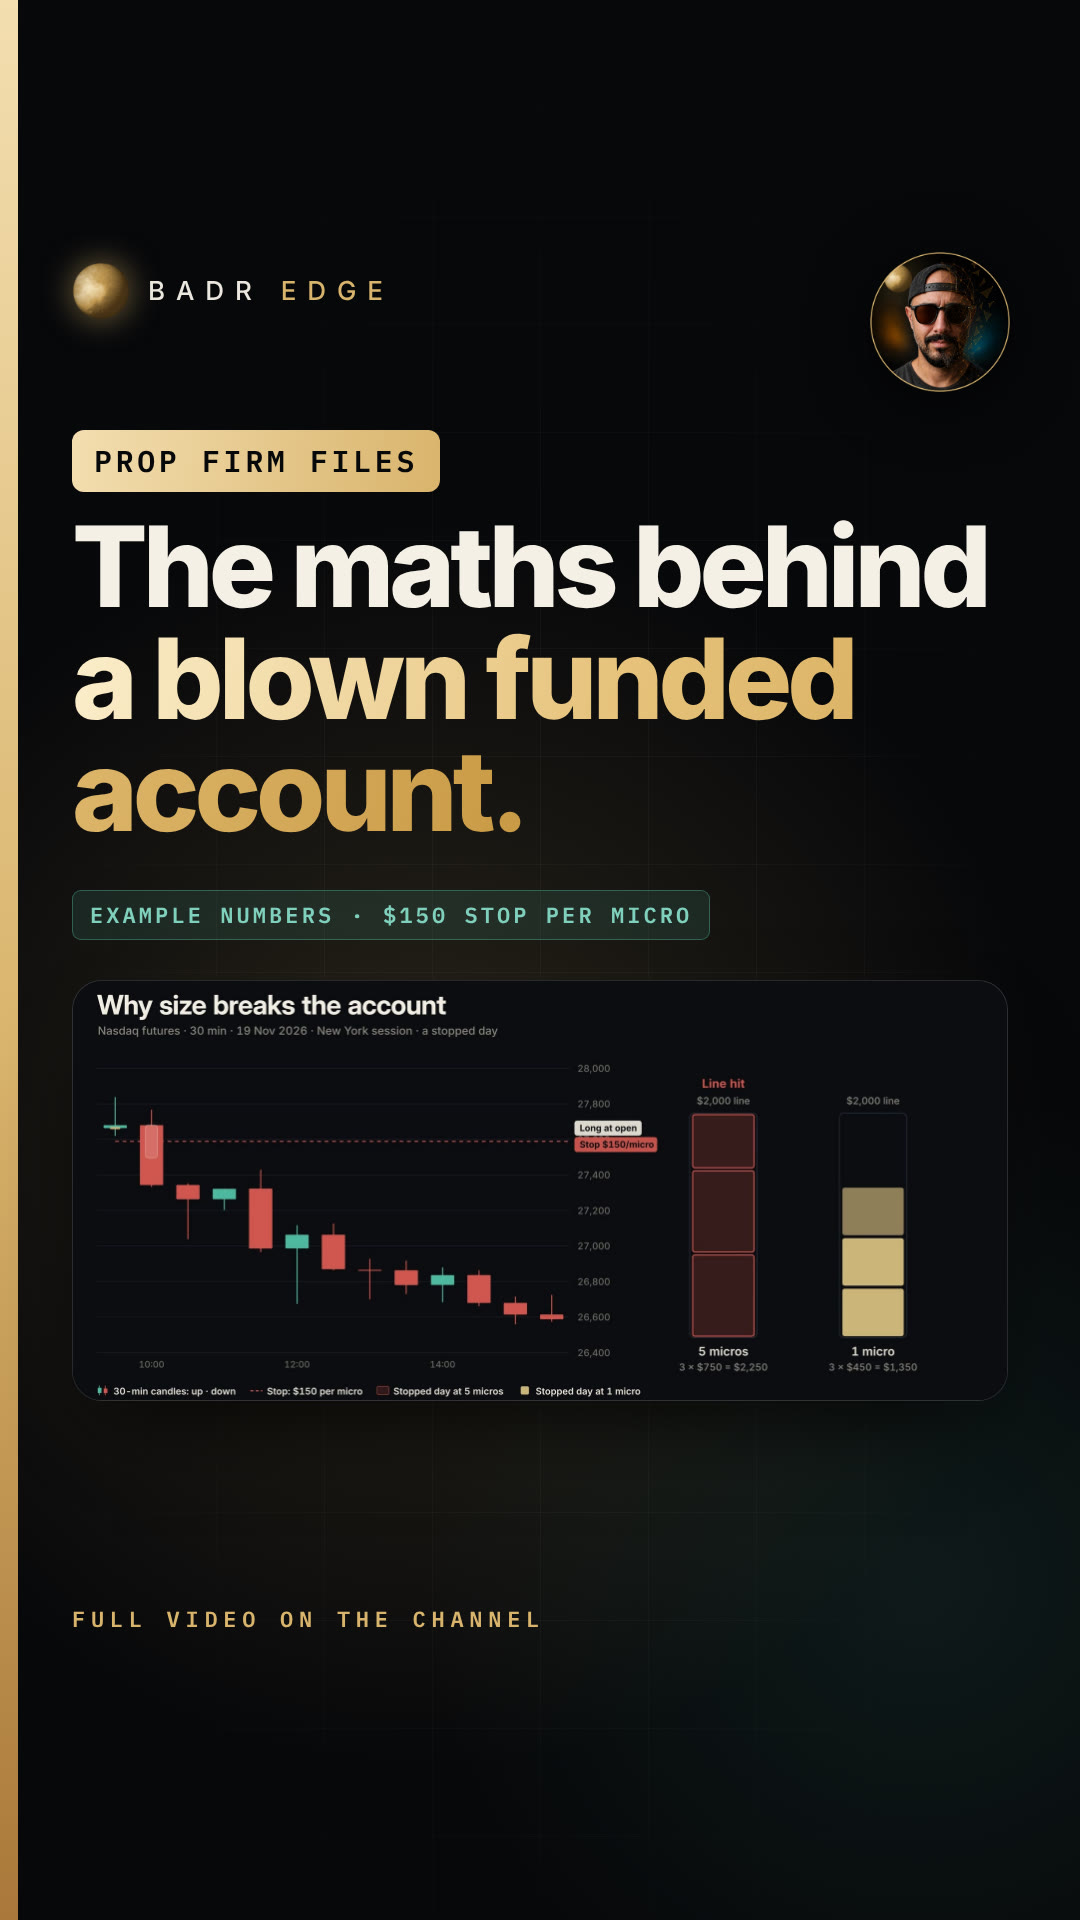 BADR EDGE
PROP FIRM FILES
The maths behind
a blown funded
account.
EXAMPLE NUMBERS · $150 STOP PER MICRO
Why size breaks the account
Nasdaq futures · 30 min · 19 Nov 2026 · New York session · a stopped day
28,000
27,800
Long at open
Stop $150/micro
27,400
27,200
27,000
26,800
26,600
26,400
10:00
12:00
14:00
Line hit
$2,000 line
$2,000 line
5 micros
1 micro
3 × $750 = $2,250
3 × $450 = $1,350
30-min candles: up · down
Stop: $150 per micro
Stopped day at 5 micros
Stopped day at 1 micro
FULL VIDEO ON THE CHANNEL